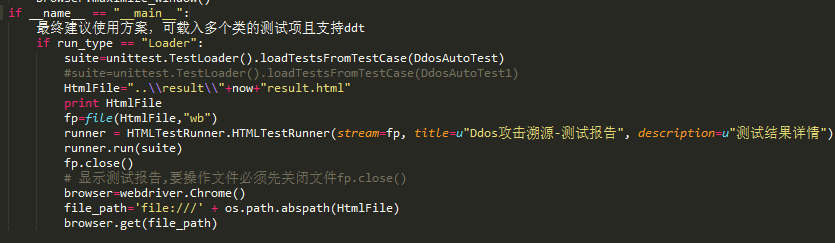 browser.maximize_window()
if __name__ == "__main__":
最终建议使用方案，可载入多个类的测试项且支持ddt
if run_type == "Loader":
suite=unittest.TestLoader().loadTestsFromTestCase(DdosAutoTest)
#suite=unittest.TestLoader().loadTestsFromTestCase(DdosAutoTest1)
HtmlFile="..\\result\\"+now+"result.html"
print HtmlFile
fp=file(HtmlFile,"wb")
runner = HTMLTestRunner.HTMLTestRunner(stream=fp, title=u"Ddos攻击溯源-测试报告", description=u"测试结果详情")
runner.run(suite)
fp.close()
# 显示测试报告,要操作文件必须先关闭文件fp.close()
browser=webdriver.Chrome()
file_path='file:///' + os.path.abspath(HtmlFile)
browser.get(file_path)